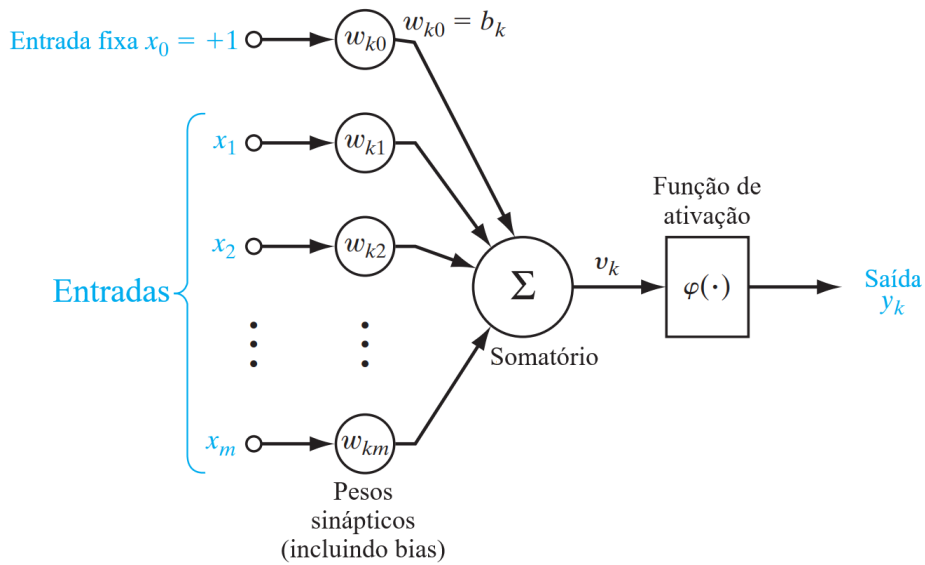 Entrada fixa x₀ = +1
wₖ₀
wₖ₀ = bₖ
x₁
wₖ₁
x₂
wₖ₂
Entradas
Σ
vₖ
Função de
ativação
φ(·)
Saída
yₖ
Somatório
xₘ
wₖₘ
Pesos
sinápticos
(incluindo bias)